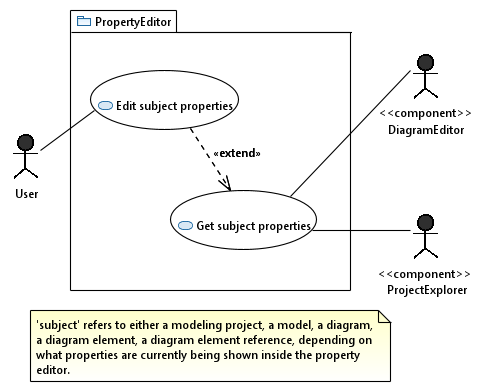 PropertyEditor
Edit subject properties
«extend»
Get subject properties
User
<<component>>
DiagramEditor
<<component>>
ProjectExplorer
'subject' refers to either a modeling project, a model, a diagram,
a diagram element, a diagram element reference, depending on
what properties are currently being shown inside the property
editor.